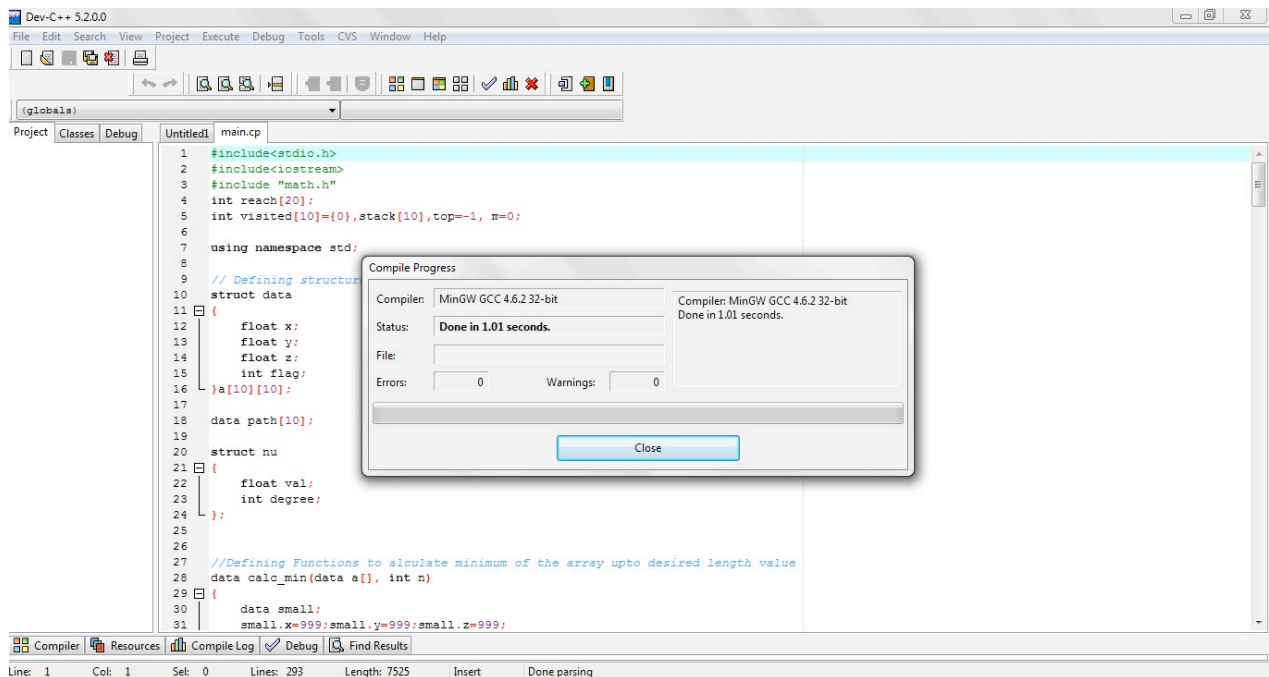 Dev-C++ 5.2.0.0
File Edit Search View Project Execute Debug Tools CVS Window Help
(globals)
Project Classes Debug Untitled1 main.cp
1 #include<stdio.h>
2 #include<iostream>
3 #include "math.h"
4 int reach[20];
5 int visited[10]={0},stack[10],top=-1, m=0;
6
7 using namespace std;
8
9 // Defining structur
10 struct data
11 {
12 float x;
13 float y;
14 float z;
15 int flag;
16 }a[10][10];
17
18 data path[10];
19
20 struct nu
21 {
22 float val;
23 int degree;
24 };
25
26
27 //Defining Functions to alculate minimum of the array upto desired length value
28 data calc_min(data a[], int n)
29 {
30 data small;
31 small.x=999;small.y=999;small.z=999;
Compile Progress
Compiler: MinGW GCC 4.6.2 32-bit
Status: Done in 1.01 seconds.
File:
Errors: 0 Warnings: 0
Compiler: MinGW GCC 4.6.2 32-bit
Done in 1.01 seconds.
Close
Compiler Resources Compile Log Debug Find Results
Line: 1 Col: 1 Sel: 0 Lines: 293 Length: 7525 Insert Done parsing